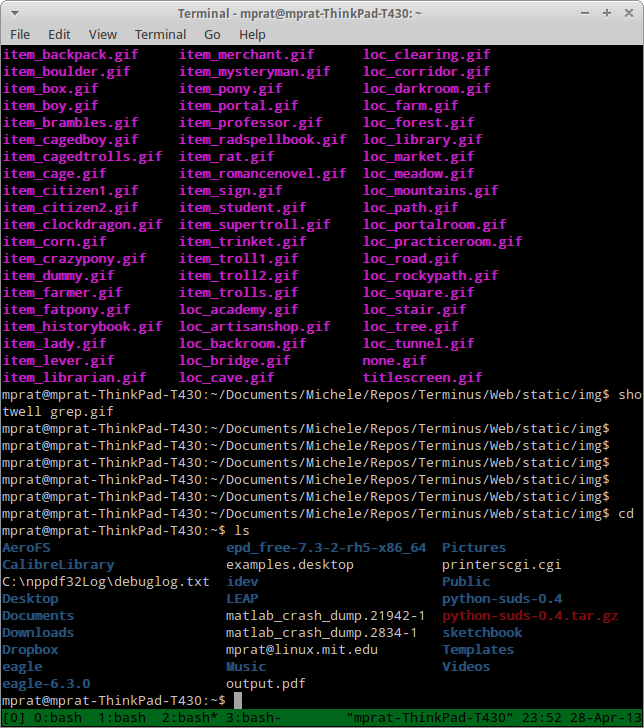 Terminal - mprat@mprat-ThinkPad-T430: ~
File Edit View Terminal Go Help
item_backpack.gif item_merchant.gif loc_clearing.gif
item_boulder.gif item_mysteryman.gif loc_corridor.gif
item_box.gif item_pony.gif loc_darkroom.gif
item_boy.gif item_portal.gif loc_farm.gif
item_brambles.gif item_professor.gif loc_forest.gif
item_cagedboy.gif item_radspellbook.gif loc_library.gif
item_cagedtrolls.gif item_rat.gif loc_market.gif
item_cage.gif item_romancenovel.gif loc_meadow.gif
item_citizen1.gif item_sign.gif loc_mountains.gif
item_citizen2.gif item_student.gif loc_path.gif
item_clockdragon.gif item_supertroll.gif loc_portalroom.gif
item_corn.gif item_trinket.gif loc_practiceroom.gif
item_crazypony.gif item_troll1.gif loc_road.gif
item_dummy.gif item_troll2.gif loc_rockypath.gif
item_farmer.gif item_trolls.gif loc_square.gif
item_fatpony.gif loc_academy.gif loc_stair.gif
item_historybook.gif loc_artisanshop.gif loc_tree.gif
item_lady.gif loc_backroom.gif loc_tunnel.gif
item_lever.gif loc_bridge.gif none.gif
item_librarian.gif loc_cave.gif titlescreen.gif
mprat@mprat-ThinkPad-T430:~/Documents/Michele/Repos/Terminus/Web/static/img$ sho
twell grep.gif
mprat@mprat-ThinkPad-T430:~/Documents/Michele/Repos/Terminus/Web/static/img$
mprat@mprat-ThinkPad-T430:~/Documents/Michele/Repos/Terminus/Web/static/img$
mprat@mprat-ThinkPad-T430:~/Documents/Michele/Repos/Terminus/Web/static/img$
mprat@mprat-ThinkPad-T430:~/Documents/Michele/Repos/Terminus/Web/static/img$
mprat@mprat-ThinkPad-T430:~/Documents/Michele/Repos/Terminus/Web/static/img$
mprat@mprat-ThinkPad-T430:~/Documents/Michele/Repos/Terminus/Web/static/img$ cd
mprat@mprat-ThinkPad-T430:~$ ls
AeroFS epd_free-7.3-2-rh5-x86_64 Pictures
CalibreLibrary examples.desktop printerscgi.cgi
C:\nppdf32Log\debuglog.txt idev Public
Desktop LEAP python-suds-0.4
Documents matlab_crash_dump.21942-1 python-suds-0.4.tar.gz
Downloads matlab_crash_dump.2834-1 sketchbook
Dropbox mprat@linux.mit.edu Templates
eagle Music Videos
eagle-6.3.0 output.pdf
mprat@mprat-ThinkPad-T430:~$
[0] 0:bash 1:bash 2:bash* 3:bash- "mprat-ThinkPad-T430" 23:52 28-Apr-13